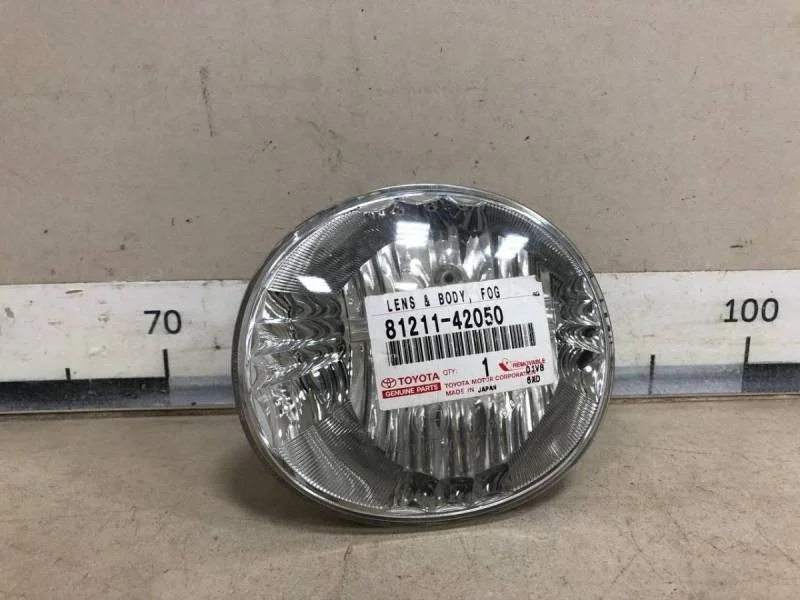 70
100
LENS & BODY, FOG
81211-42050
TOYOTA
GENUINE PARTS
QTY: 1
REMOVABLE
TOYOTA MOTOR CORPORATION
MADE IN JAPAN
6XD